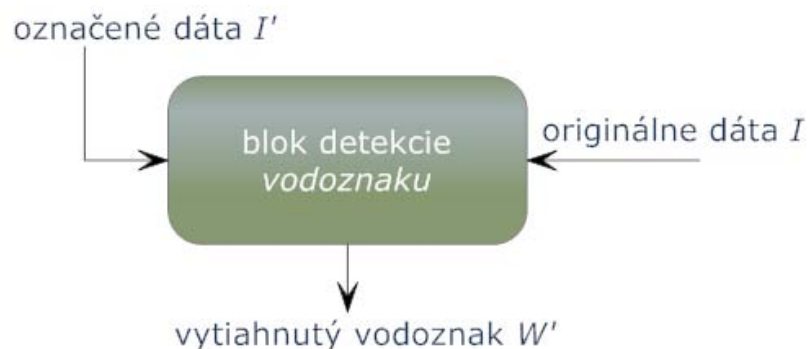 označené dáta I'
blok detekcie
vodoznaku
originálne dáta I
vytiahnutý vodoznak W'